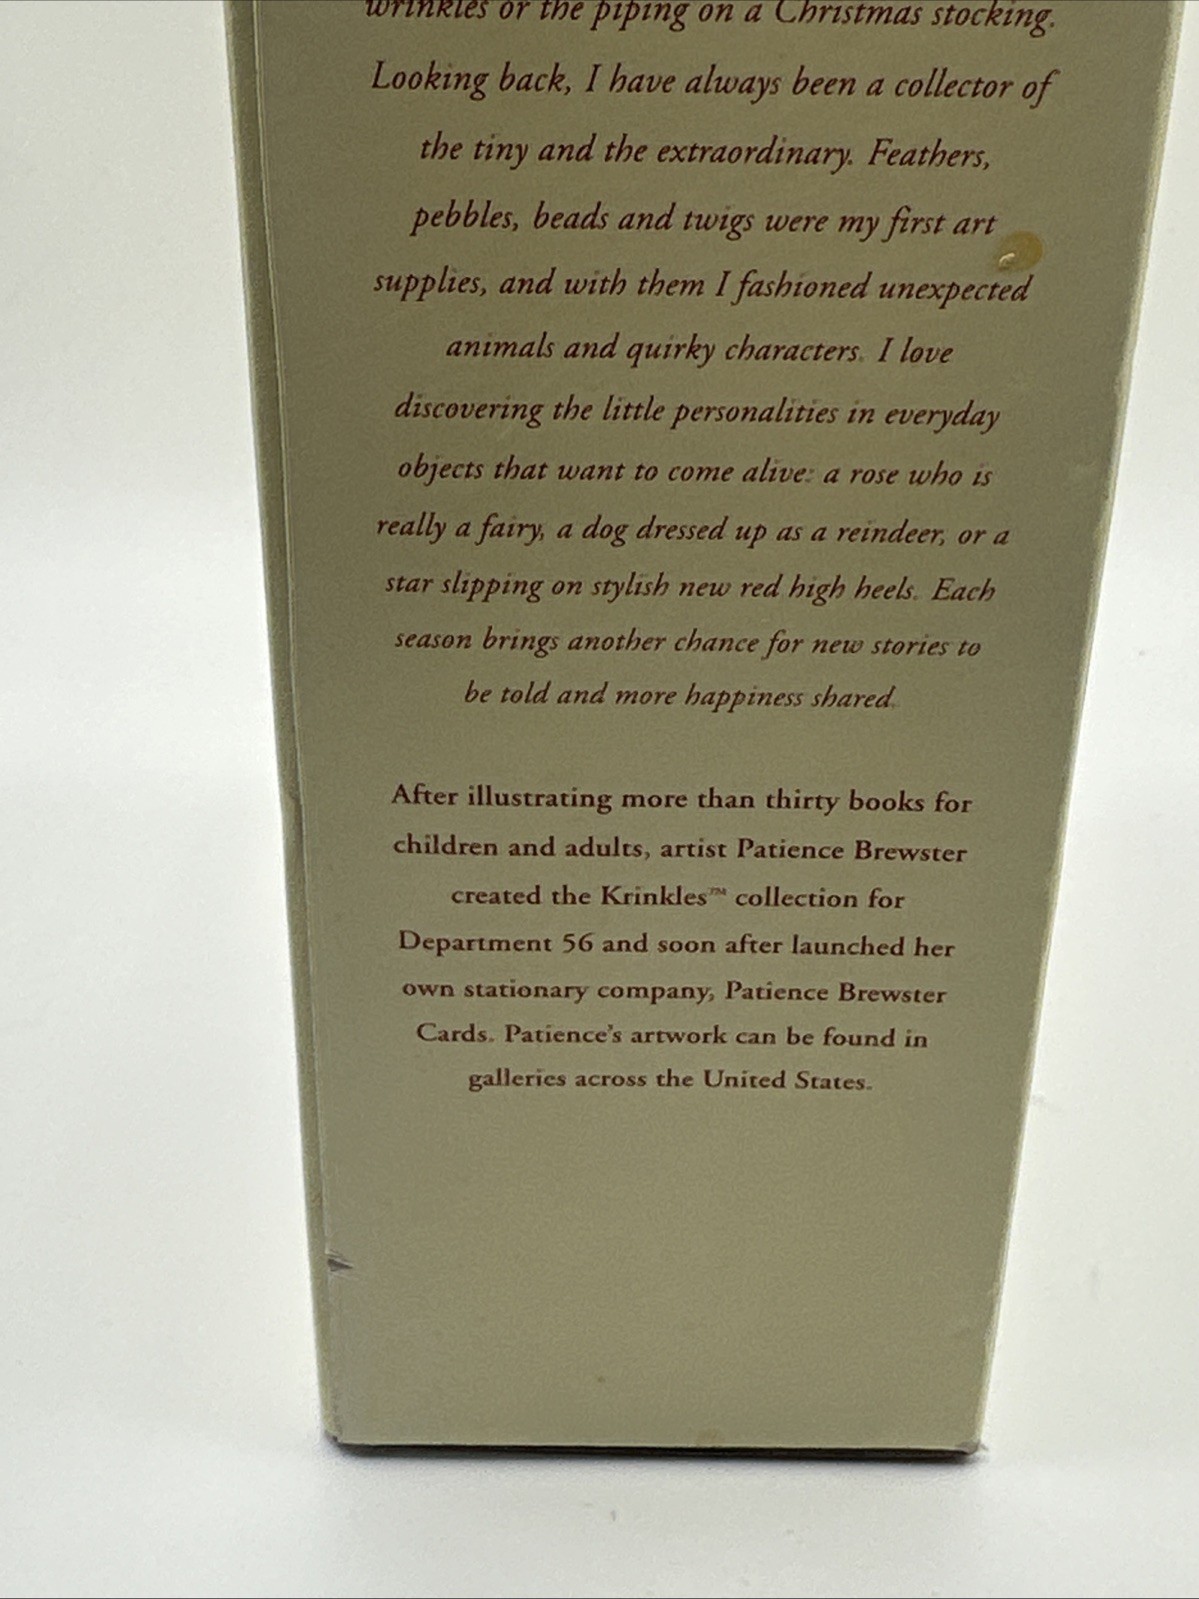 wrinkles or the piping on a Christmas stocking.
Looking back, I have always been a collector of
the tiny and the extraordinary. Feathers,
pebbles, beads and twigs were my first art
supplies, and with them I fashioned unexpected
animals and quirky characters. I love
discovering the little personalities in everyday
objects that want to come alive: a rose who is
really a fairy, a dog dressed up as a reindeer, or a
star slipping on stylish new red high heels. Each
season brings another chance for new stories to
be told and more happiness shared.
After illustrating more than thirty books for
children and adults, artist Patience Brewster
created the Krinkles™ collection for
Department 56 and soon after launched her
own stationary company, Patience Brewster
Cards. Patience's artwork can be found in
galleries across the United States.